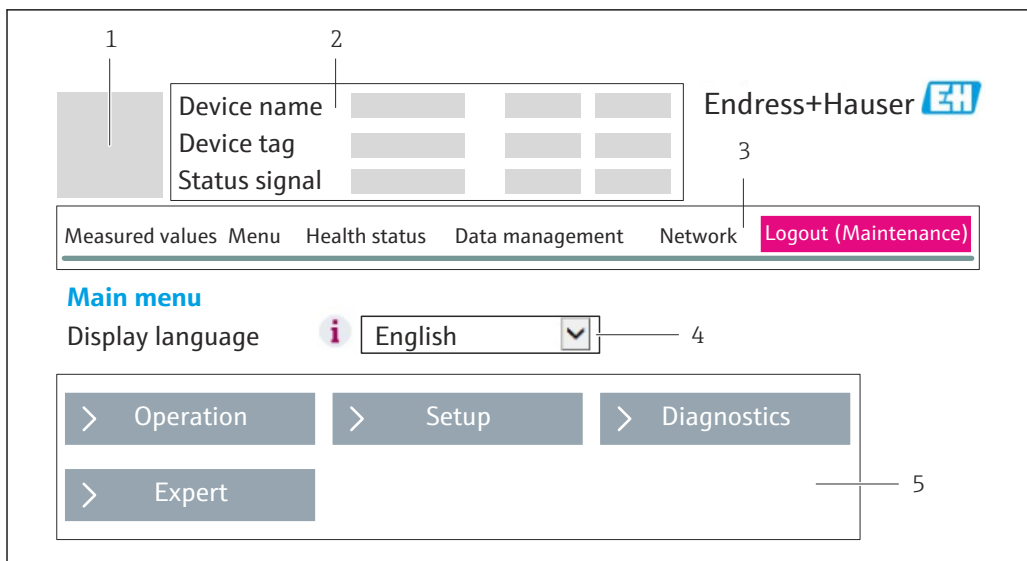 1 2
Device name
Endress+Hauser EH
Device tag
3
Status signal
Measured values Menu Health status Data management Network Logout (Maintenance)
Main menu
Display language i English 4
> Operation > Setup > Diagnostics
> Expert 5